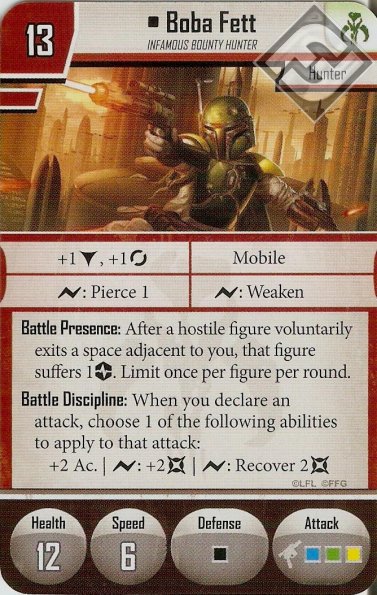 13
Boba Fett
INFAMOUS BOUNTY HUNTER
Hunter
+1, +1
Mobile
: Pierce 1
: Weaken
Battle Presence: After a hostile figure voluntarily
exits a space adjacent to you, that figure
suffers 1. Limit once per figure per round.
Battle Discipline: When you declare an
attack, choose 1 of the following abilities
to apply to that attack:
+2 Ac. | : +2 | : Recover 2
©LFL ©FFG
Health
Speed
Defense
Attack
12
6